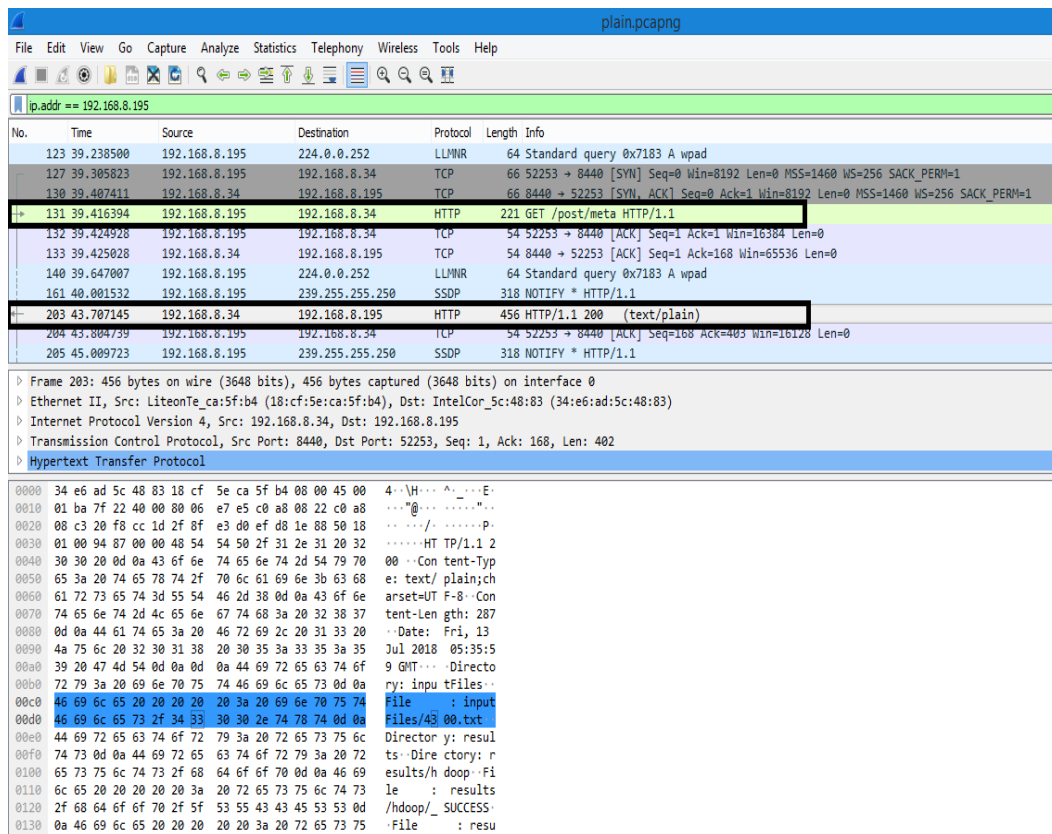 plain.pcapng
File Edit View Go Capture Analyze Statistics Telephony Wireless Tools Help
ip.addr == 192.168.8.195
No. Time Source Destination Protocol Length Info
123 39.238500 192.168.8.195 224.0.0.252 LLMNR 64 Standard query 0x7183 A wpad
127 39.305823 192.168.8.195 192.168.8.34 TCP 66 52253 → 8440 [SYN] Seq=0 Win=8192 Len=0 MSS=1460 WS=256 SACK_PERM=1
130 39.407411 192.168.8.34 192.168.8.195 TCP 66 8440 → 52253 [SYN, ACK] Seq=0 Ack=1 Win=8192 Len=0 MSS=1460 WS=256 SACK_PERM=1
131 39.416394 192.168.8.195 192.168.8.34 HTTP 221 GET /post/meta HTTP/1.1
132 39.424928 192.168.8.195 192.168.8.34 TCP 54 52253 → 8440 [ACK] Seq=1 Ack=1 Win=16384 Len=0
133 39.425028 192.168.8.34 192.168.8.195 TCP 54 8440 → 52253 [ACK] Seq=1 Ack=168 Win=65536 Len=0
140 39.647007 192.168.8.195 224.0.0.252 LLMNR 64 Standard query 0x7183 A wpad
161 40.001532 192.168.8.195 239.255.255.250 SSDP 318 NOTIFY * HTTP/1.1
203 43.707145 192.168.8.34 192.168.8.195 HTTP 456 HTTP/1.1 200 (text/plain)
204 43.804739 192.168.8.195 192.168.8.34 TCP 54 52253 → 8440 [ACK] Seq=168 Ack=403 Win=16128 Len=0
205 45.009723 192.168.8.195 239.255.255.250 SSDP 318 NOTIFY * HTTP/1.1
Frame 203: 456 bytes on wire (3648 bits), 456 bytes captured (3648 bits) on interface 0
Ethernet II, Src: LiteonTe_ca:5f:b4 (18:cf:5e:ca:5f:b4), Dst: IntelCor_5c:48:83 (34:e6:ad:5c:48:83)
Internet Protocol Version 4, Src: 192.168.8.34, Dst: 192.168.8.195
Transmission Control Protocol, Src Port: 8440, Dst Port: 52253, Seq: 1, Ack: 168, Len: 402
Hypertext Transfer Protocol
0000 34 e6 ad 5c 48 83 18 cf 5e ca 5f b4 08 00 45 00 4··\H··· ^·_···E·
0010 01 ba 7f 22 40 00 80 06 e7 e5 c0 a8 08 22 c0 a8 ···"@··· ·····"··
0020 08 c3 20 f8 cc 1d 2f 8f e3 d0 ef d8 1e 88 50 18 ·· ···/· ······P·
0030 01 00 94 87 00 00 48 54 54 50 2f 31 2e 31 20 32 ······HT TP/1.1 2
0040 30 30 20 0d 0a 43 6f 6e 74 65 6e 74 2d 54 79 70 00 ··Con tent-Typ
0050 65 3a 20 74 65 78 74 2f 70 6c 61 69 6e 3b 63 68 e: text/ plain;ch
0060 61 72 73 65 74 3d 55 54 46 2d 38 0d 0a 43 6f 6e arset=UT F-8··Con
0070 74 65 6e 74 2d 4c 65 6e 67 74 68 3a 20 32 38 37 tent-Len gth: 287
0080 0d 0a 44 61 74 65 3a 20 46 72 69 2c 20 31 33 20 ··Date: Fri, 13
0090 4a 75 6c 20 32 30 31 38 20 30 35 3a 33 35 3a 35 Jul 2018 05:35:5
00a0 39 20 47 4d 54 0d 0a 0d 0a 44 69 72 65 63 74 6f 9 GMT··· ·Directo
00b0 72 79 3a 20 69 6e 70 75 74 46 69 6c 65 73 0d 0a ry: inpu tFiles··
00c0 46 69 6c 65 20 20 20 20 20 3a 20 69 6e 70 75 74 File : input
00d0 46 69 6c 65 73 2f 34 33 30 30 2e 74 78 74 0d 0a Files/43 00.txt··
00e0 44 69 72 65 63 74 6f 72 79 3a 20 72 65 73 75 6c Director y: resul
00f0 74 73 0d 0a 44 69 72 65 63 74 6f 72 79 3a 20 72 ts··Dire ctory: r
0100 65 73 75 6c 74 73 2f 68 64 6f 6f 70 0d 0a 46 69 esults/h doop··Fi
0110 6c 65 20 20 20 20 20 3a 20 72 65 73 75 6c 74 73 le : results
0120 2f 68 64 6f 6f 70 2f 5f 53 55 43 43 45 53 53 0d /hdoop/_ SUCCESS·
0130 0a 46 69 6c 65 20 20 20 20 20 3a 20 72 65 73 75 ·File : resu